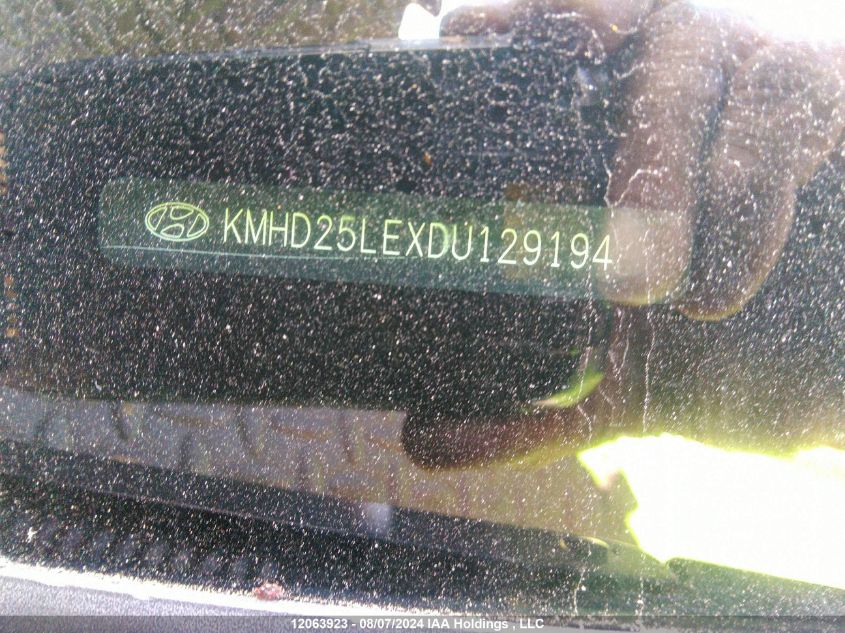 KMHD25LEXDU129194
12063923 - 08/07/2024 IAA Holdings , LLC